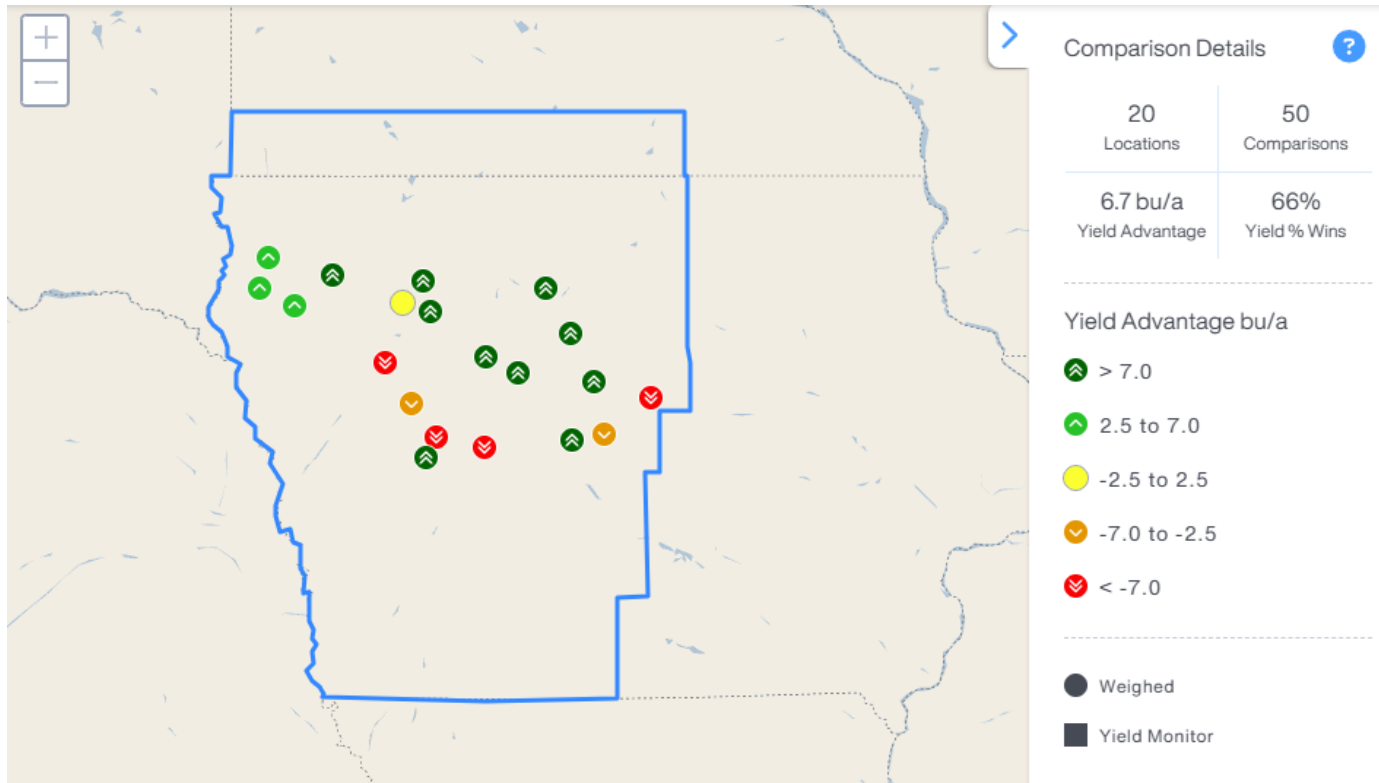 +
−
Comparison Details
?
20
Locations
50
Comparisons
6.7 bu/a
Yield Advantage
66%
Yield % Wins
Yield Advantage bu/a
> 7.0
2.5 to 7.0
-2.5 to 2.5
-7.0 to -2.5
< -7.0
Weighed
Yield Monitor